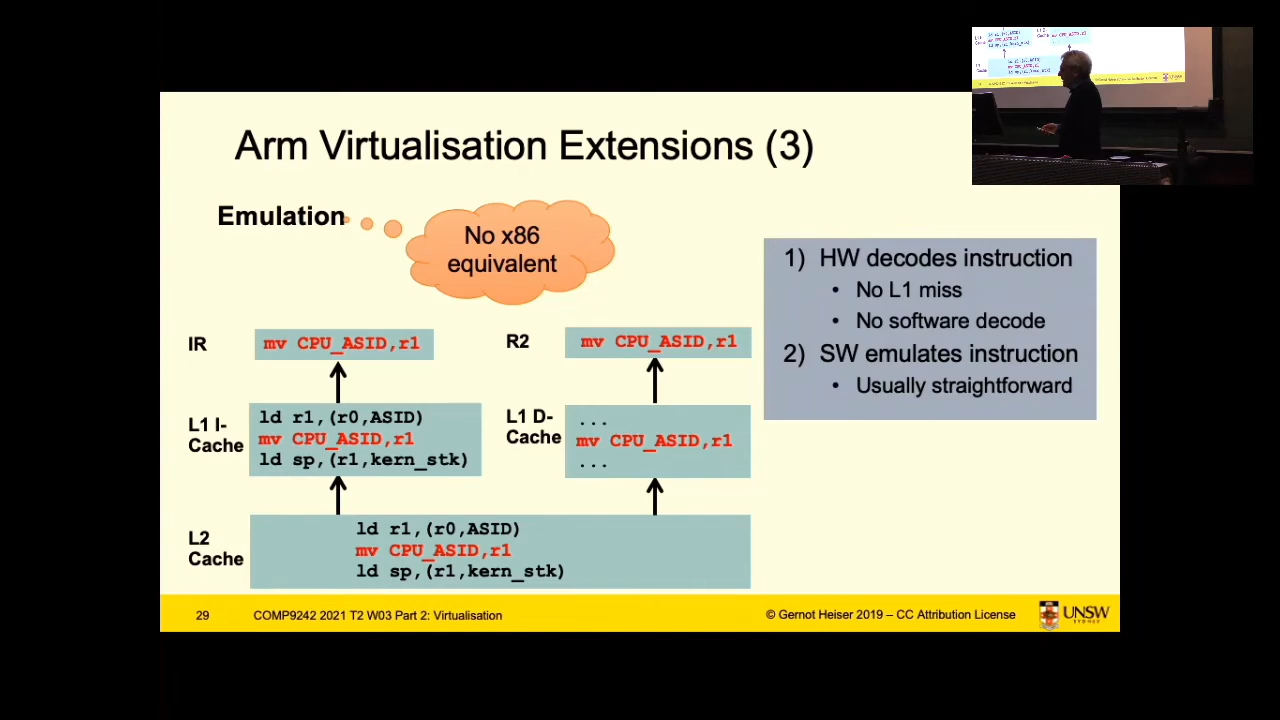 Arm Virtualisation Extensions (3)
Emulation
No x86
equivalent
1) HW decodes instruction
• No L1 miss
• No software decode
2) SW emulates instruction
• Usually straightforward
IR
mv CPU_ASID,r1
R2
mv CPU_ASID,r1
L1 I-
Cache
ld r1,(r0,ASID)
mv CPU_ASID,r1
ld sp,(r1,kern_stk)
L1 D-
Cache
...
mv CPU_ASID,r1
...
L2
Cache
ld r1,(r0,ASID)
mv CPU_ASID,r1
ld sp,(r1,kern_stk)
29
COMP9242 2021 T2 W03 Part 2: Virtualisation
© Gernot Heiser 2019 – CC Attribution License
UNSW
SYDNEY